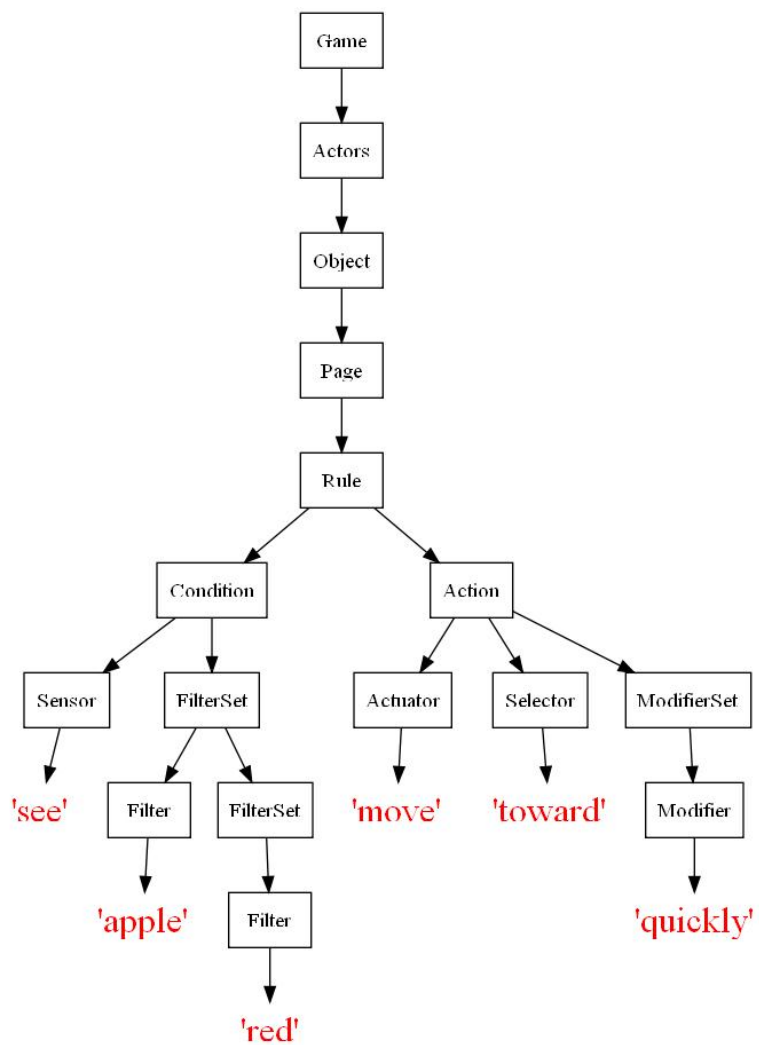 Game
Actors
Object
Page
Rule
Condition
Action
Sensor
FilterSet
Actuator
Selector
ModifierSet
'see'
Filter
FilterSet
'move'
'toward'
Modifier
'apple'
Filter
'quickly'
'red'